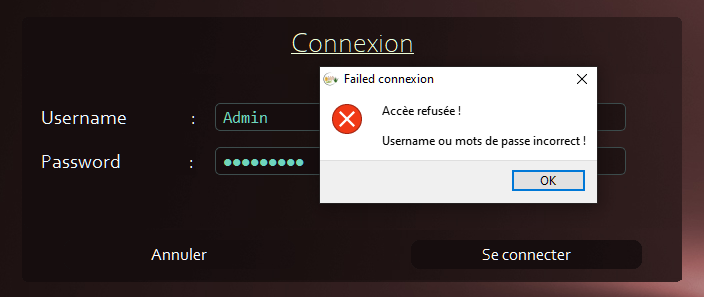 Connexion
Failed connexion
Accèe refusée !
Username : Admin
Username ou mots de passe incorrect !
Password : ●●●●●●●●●
OK
Annuler
Se connecter